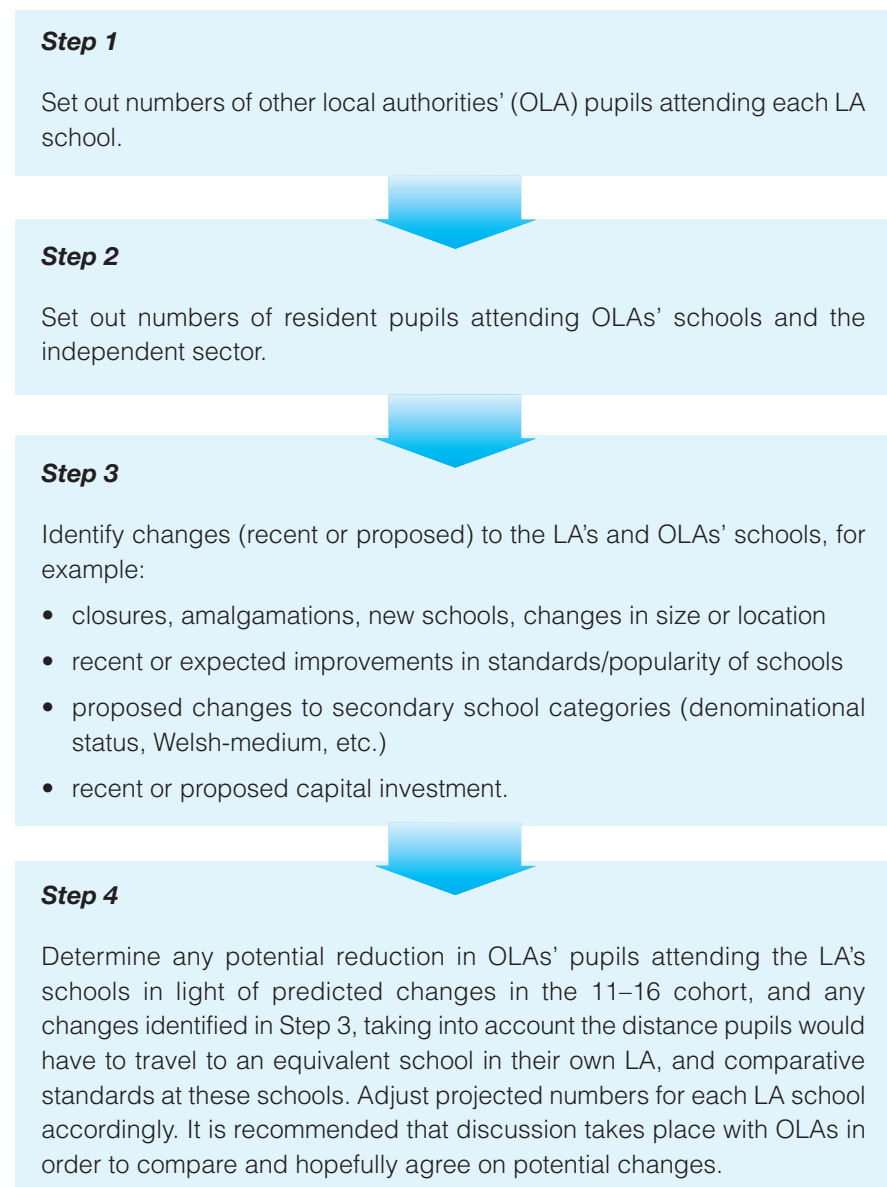 Step 1
Set out numbers of other local authorities’ (OLA) pupils attending each LA
school.
Step 2
Set out numbers of resident pupils attending OLAs’ schools and the
independent sector.
Step 3
Identify changes (recent or proposed) to the LA’s and OLAs’ schools, for
example:
• closures, amalgamations, new schools, changes in size or location
• recent or expected improvements in standards/popularity of schools
• proposed changes to secondary school categories (denominational
status, Welsh-medium, etc.)
• recent or proposed capital investment.
Step 4
Determine any potential reduction in OLAs’ pupils attending the LA’s
schools in light of predicted changes in the 11–16 cohort, and any
changes identified in Step 3, taking into account the distance pupils would
have to travel to an equivalent school in their own LA, and comparative
standards at these schools. Adjust projected numbers for each LA school
accordingly. It is recommended that discussion takes place with OLAs in
order to compare and hopefully agree on potential changes.